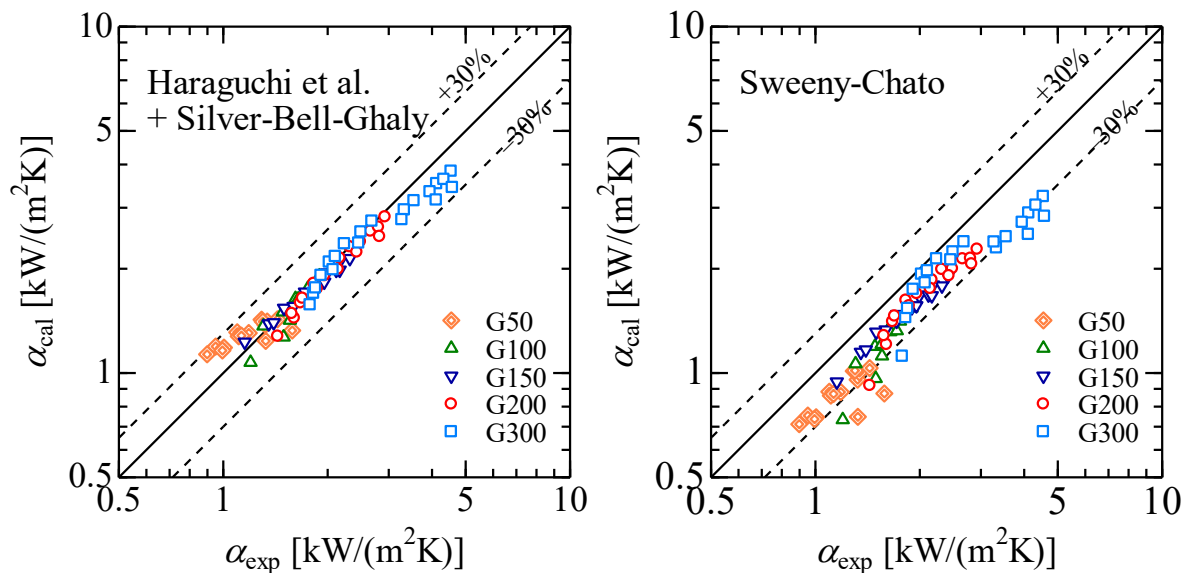 10
Haraguchi et al.
+ Silver-Bell-Ghaly
+30%
–30%
5
α_cal [kW/(m²K)]
1
G50
G100
G150
G200
G300
0.5
0.5
1
5
10
α_exp [kW/(m²K)]
10
Sweeny-Chato
+30%
–30%
5
α_cal [kW/(m²K)]
1
G50
G100
G150
G200
G300
0.5
0.5
1
5
10
α_exp [kW/(m²K)]